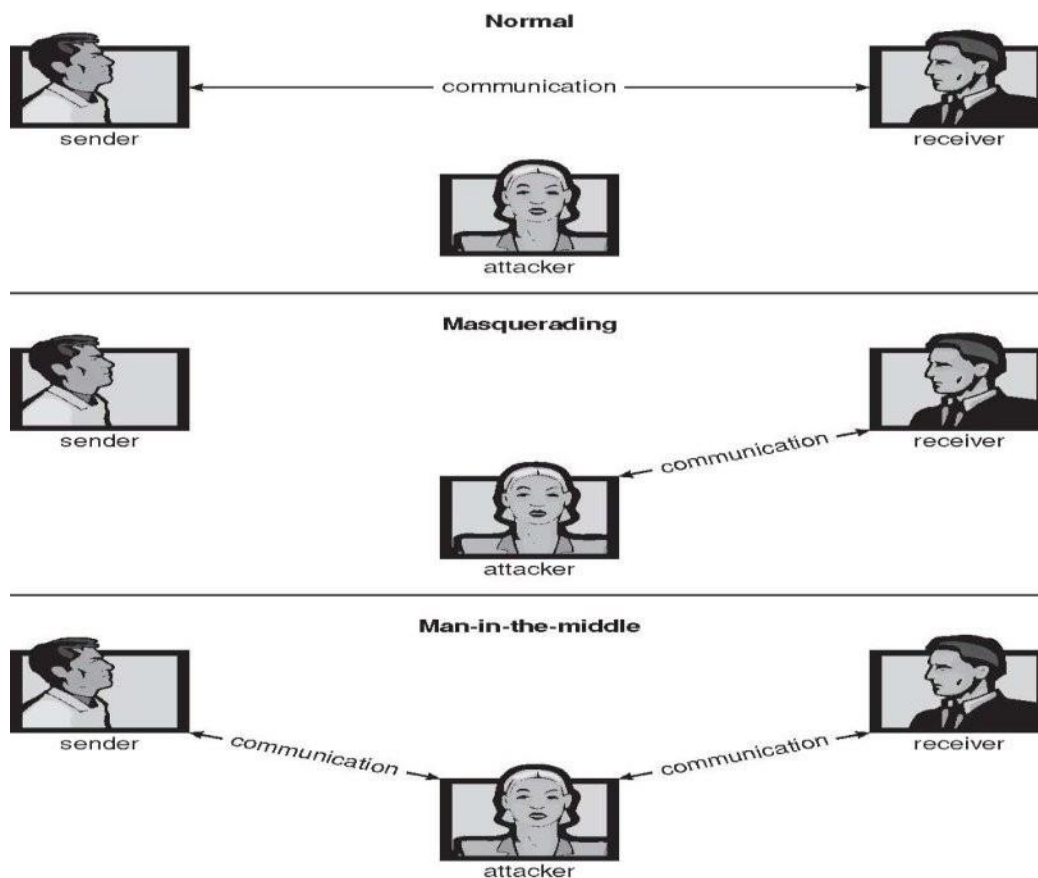 Normal
communication
sender
receiver
attacker
Masquerading
sender
receiver
communication
attacker
Man-in-the-middle
sender
receiver
communication
communication
attacker